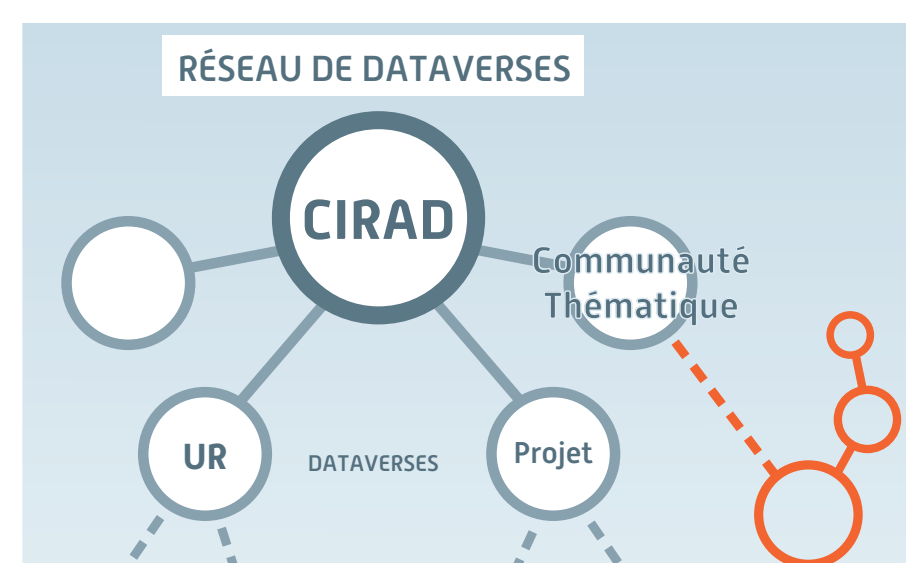 RÉSEAU DE DATAVERSES
CIRAD
Communauté
Thématique
UR
DATAVERSES
Projet